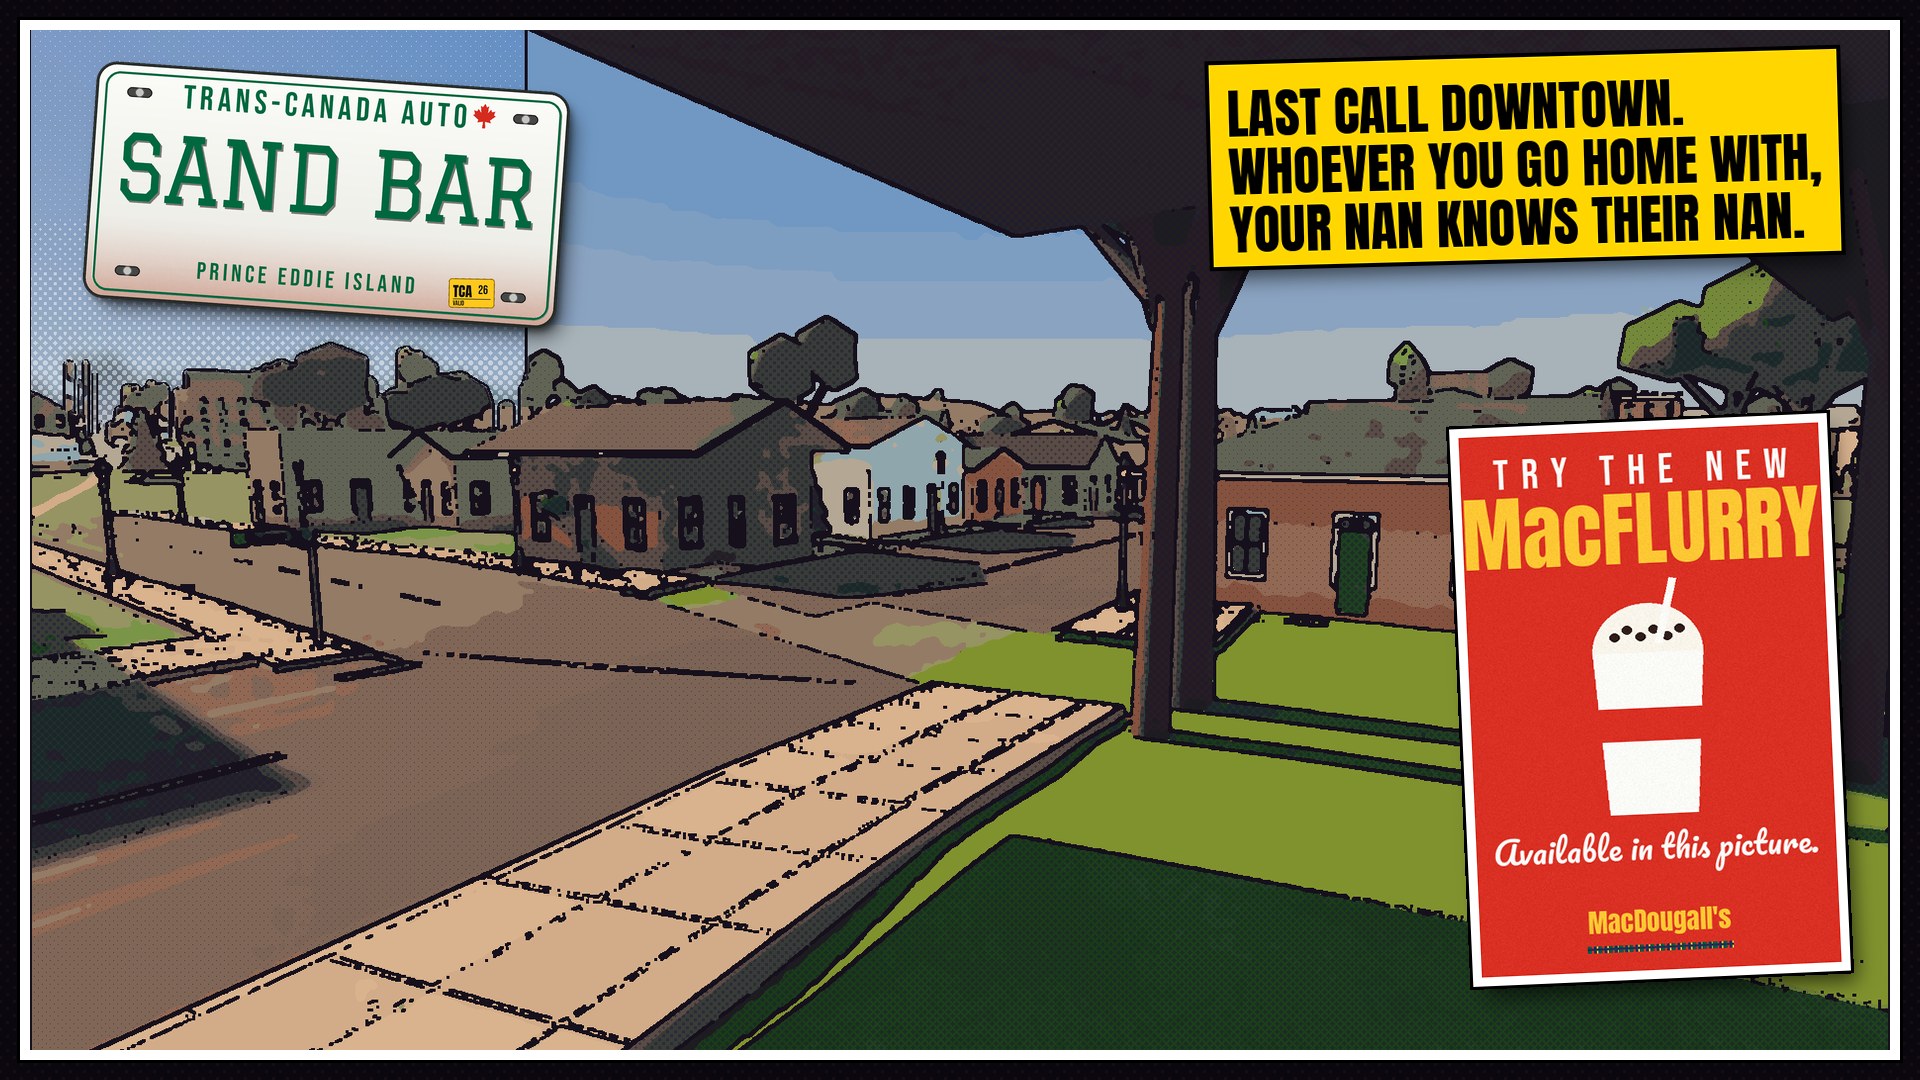 TRANS-CANADA AUTO
SAND BAR
PRINCE EDDIE ISLAND
TCA 26
VALID
LAST CALL DOWNTOWN.
WHOEVER YOU GO HOME WITH,
YOUR NAN KNOWS THEIR NAN.
TRY THE NEW
MacFLURRY
Available in this picture.
MacDougall's